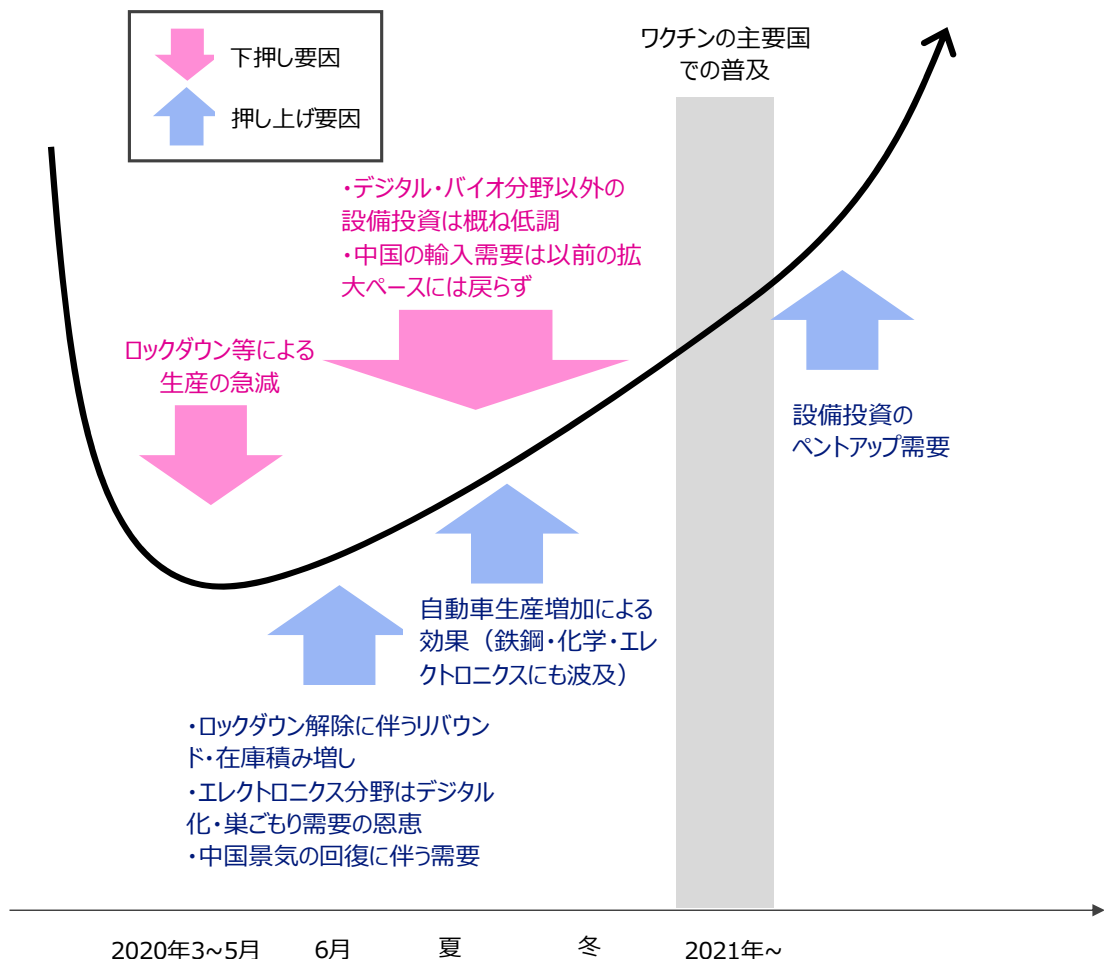 下押し要因
押し上げ要因
ワクチンの主要国
での普及
・デジタル・バイオ分野以外の
設備投資は概ね低調
・中国の輸入需要は以前の拡
大ペースには戻らず
ロックダウン等による
生産の急減
設備投資の
ペントアップ需要
自動車生産増加による
効果（鉄鋼・化学・エレ
クトロニクスにも波及）
・ロックダウン解除に伴うリバウン
ド・在庫積み増し
・エレクトロニクス分野はデジタル
化・巣ごもり需要の恩恵
・中国景気の回復に伴う需要
2020年3~5月 6月 夏 冬 2021年~